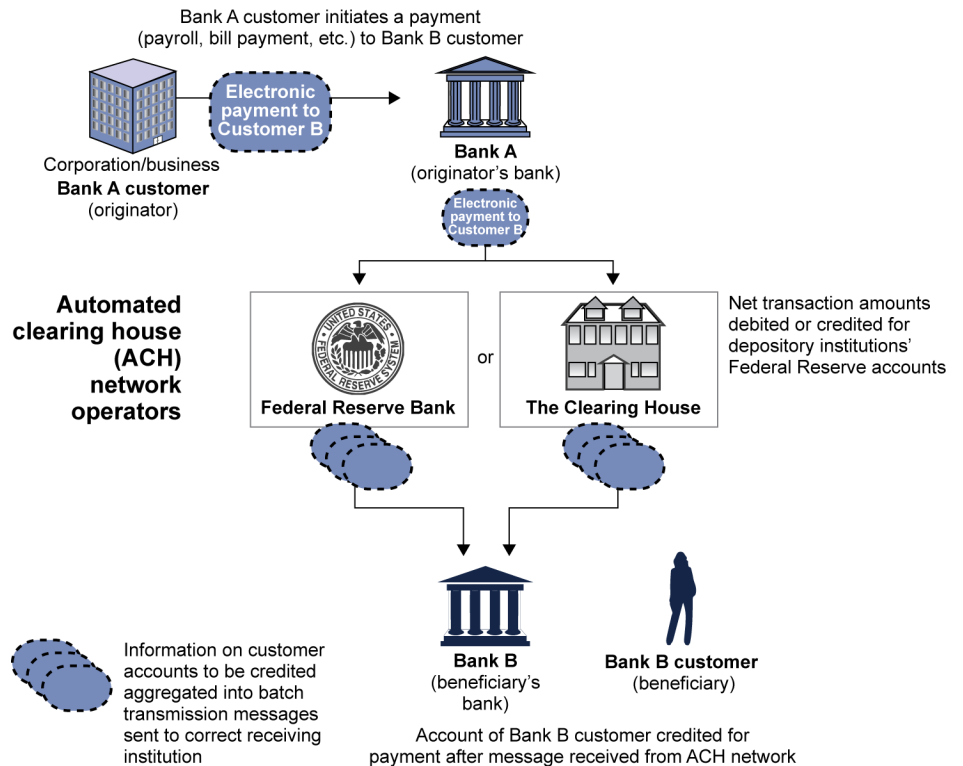 Bank A customer initiates a payment
(payroll, bill payment, etc.) to Bank B customer
Electronic
payment to
Customer B
Corporation/business
Bank A customer
(originator)
Bank A
(originator’s bank)
Electronic
payment to
Customer B
Automated
clearing house
(ACH)
network
operators
UNITED STATES
FEDERAL RESERVE SYSTEM
Federal Reserve Bank
or
The Clearing House
Net transaction amounts
debited or credited for
depository institutions’
Federal Reserve accounts
Bank B
(beneficiary’s
bank)
Bank B customer
(beneficiary)
Information on customer
accounts to be credited
aggregated into batch
transmission messages
sent to correct receiving
institution
Account of Bank B customer credited for
payment after message received from ACH network